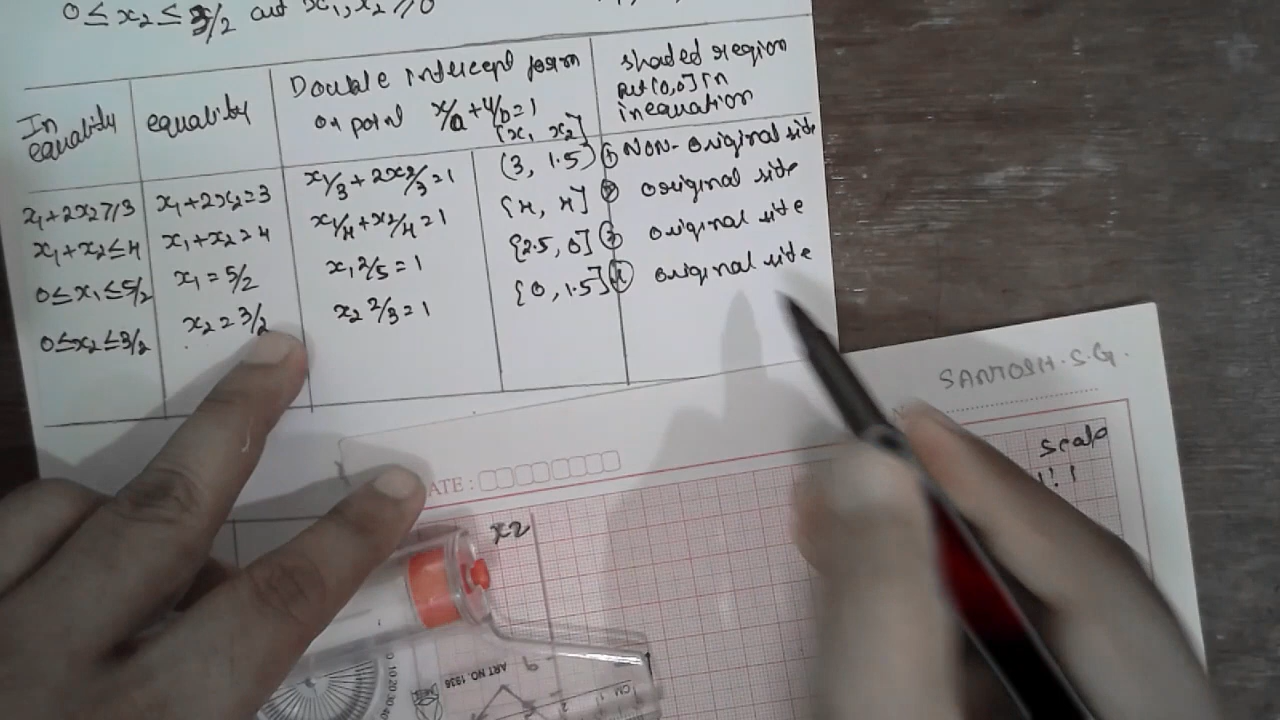 0 ≤ x2 ≤ 3/2 x1, x2 ≥ 0
In equality
equality
Double intercept form
or point x/a + y/b = 1
[x1 x2]
shaded region
put [0,0] in
inequation
x1 + 2x2 ≥ 3 x1 + 2x2 = 3 x1/3 + 2x2/3 = 1 (3, 1.5) ① Non-original side
x1 + x2 ≤ 4 x1 + x2 = 4 x1/4 + x2/4 = 1 [4, 4] ② original side
0 ≤ x1 ≤ 5/2 x1 = 5/2 x1 2/5 = 1 [2.5, 0] ③ original side
0 ≤ x2 ≤ 3/2 x2 = 3/2 x2 2/3 = 1 [0, 1.5] ④ original side
SANTOSH.S.G.
ATE :
scale
1:1
x2
ART NO. 1936
CM